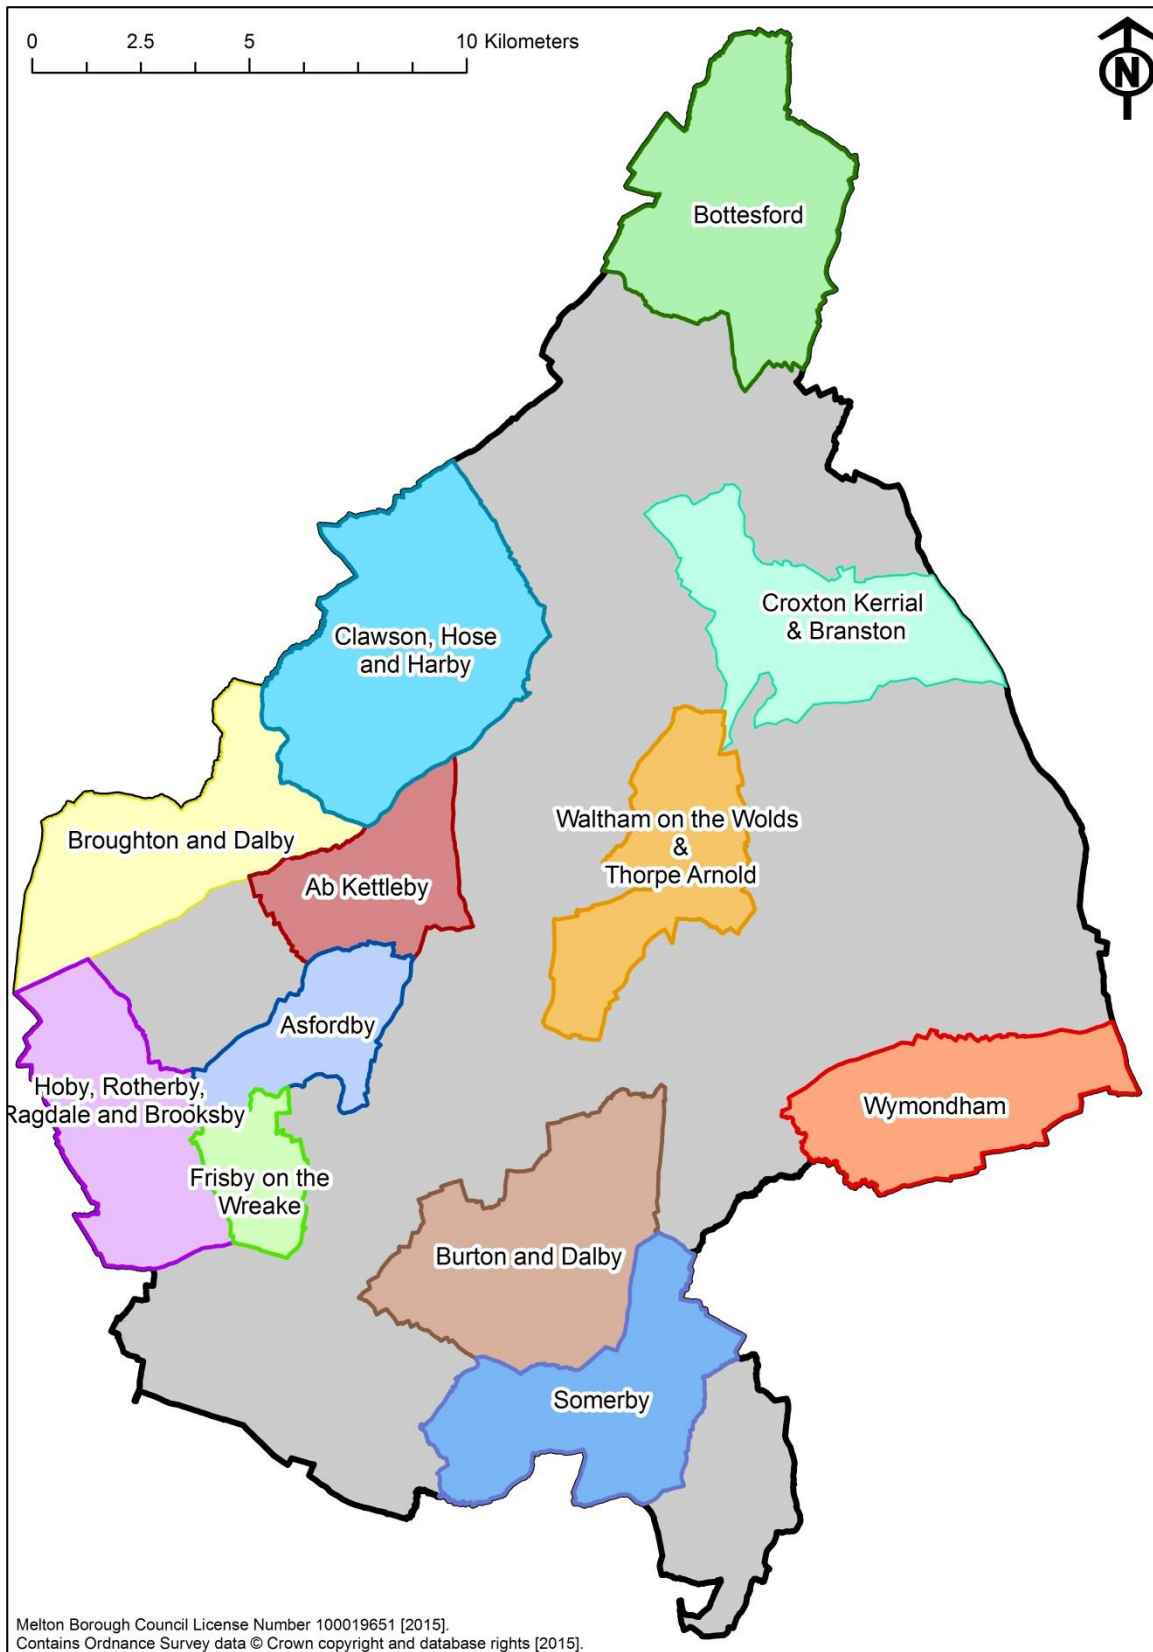 0 2.5 5 10 Kilometers
N
Bottesford
Croxton Kerrial
& Branston
Clawson, Hose
and Harby
Waltham on the Wolds
&
Thorpe Arnold
Broughton and Dalby
Ab Kettleby
Asfordby
Hoby, Rotherby,
Ragdale and Brooksby
Wymondham
Frisby on the
Wreake
Burton and Dalby
Somerby
Melton Borough Council License Number 100019651 [2015].
Contains Ordnance Survey data © Crown copyright and database rights [2015].